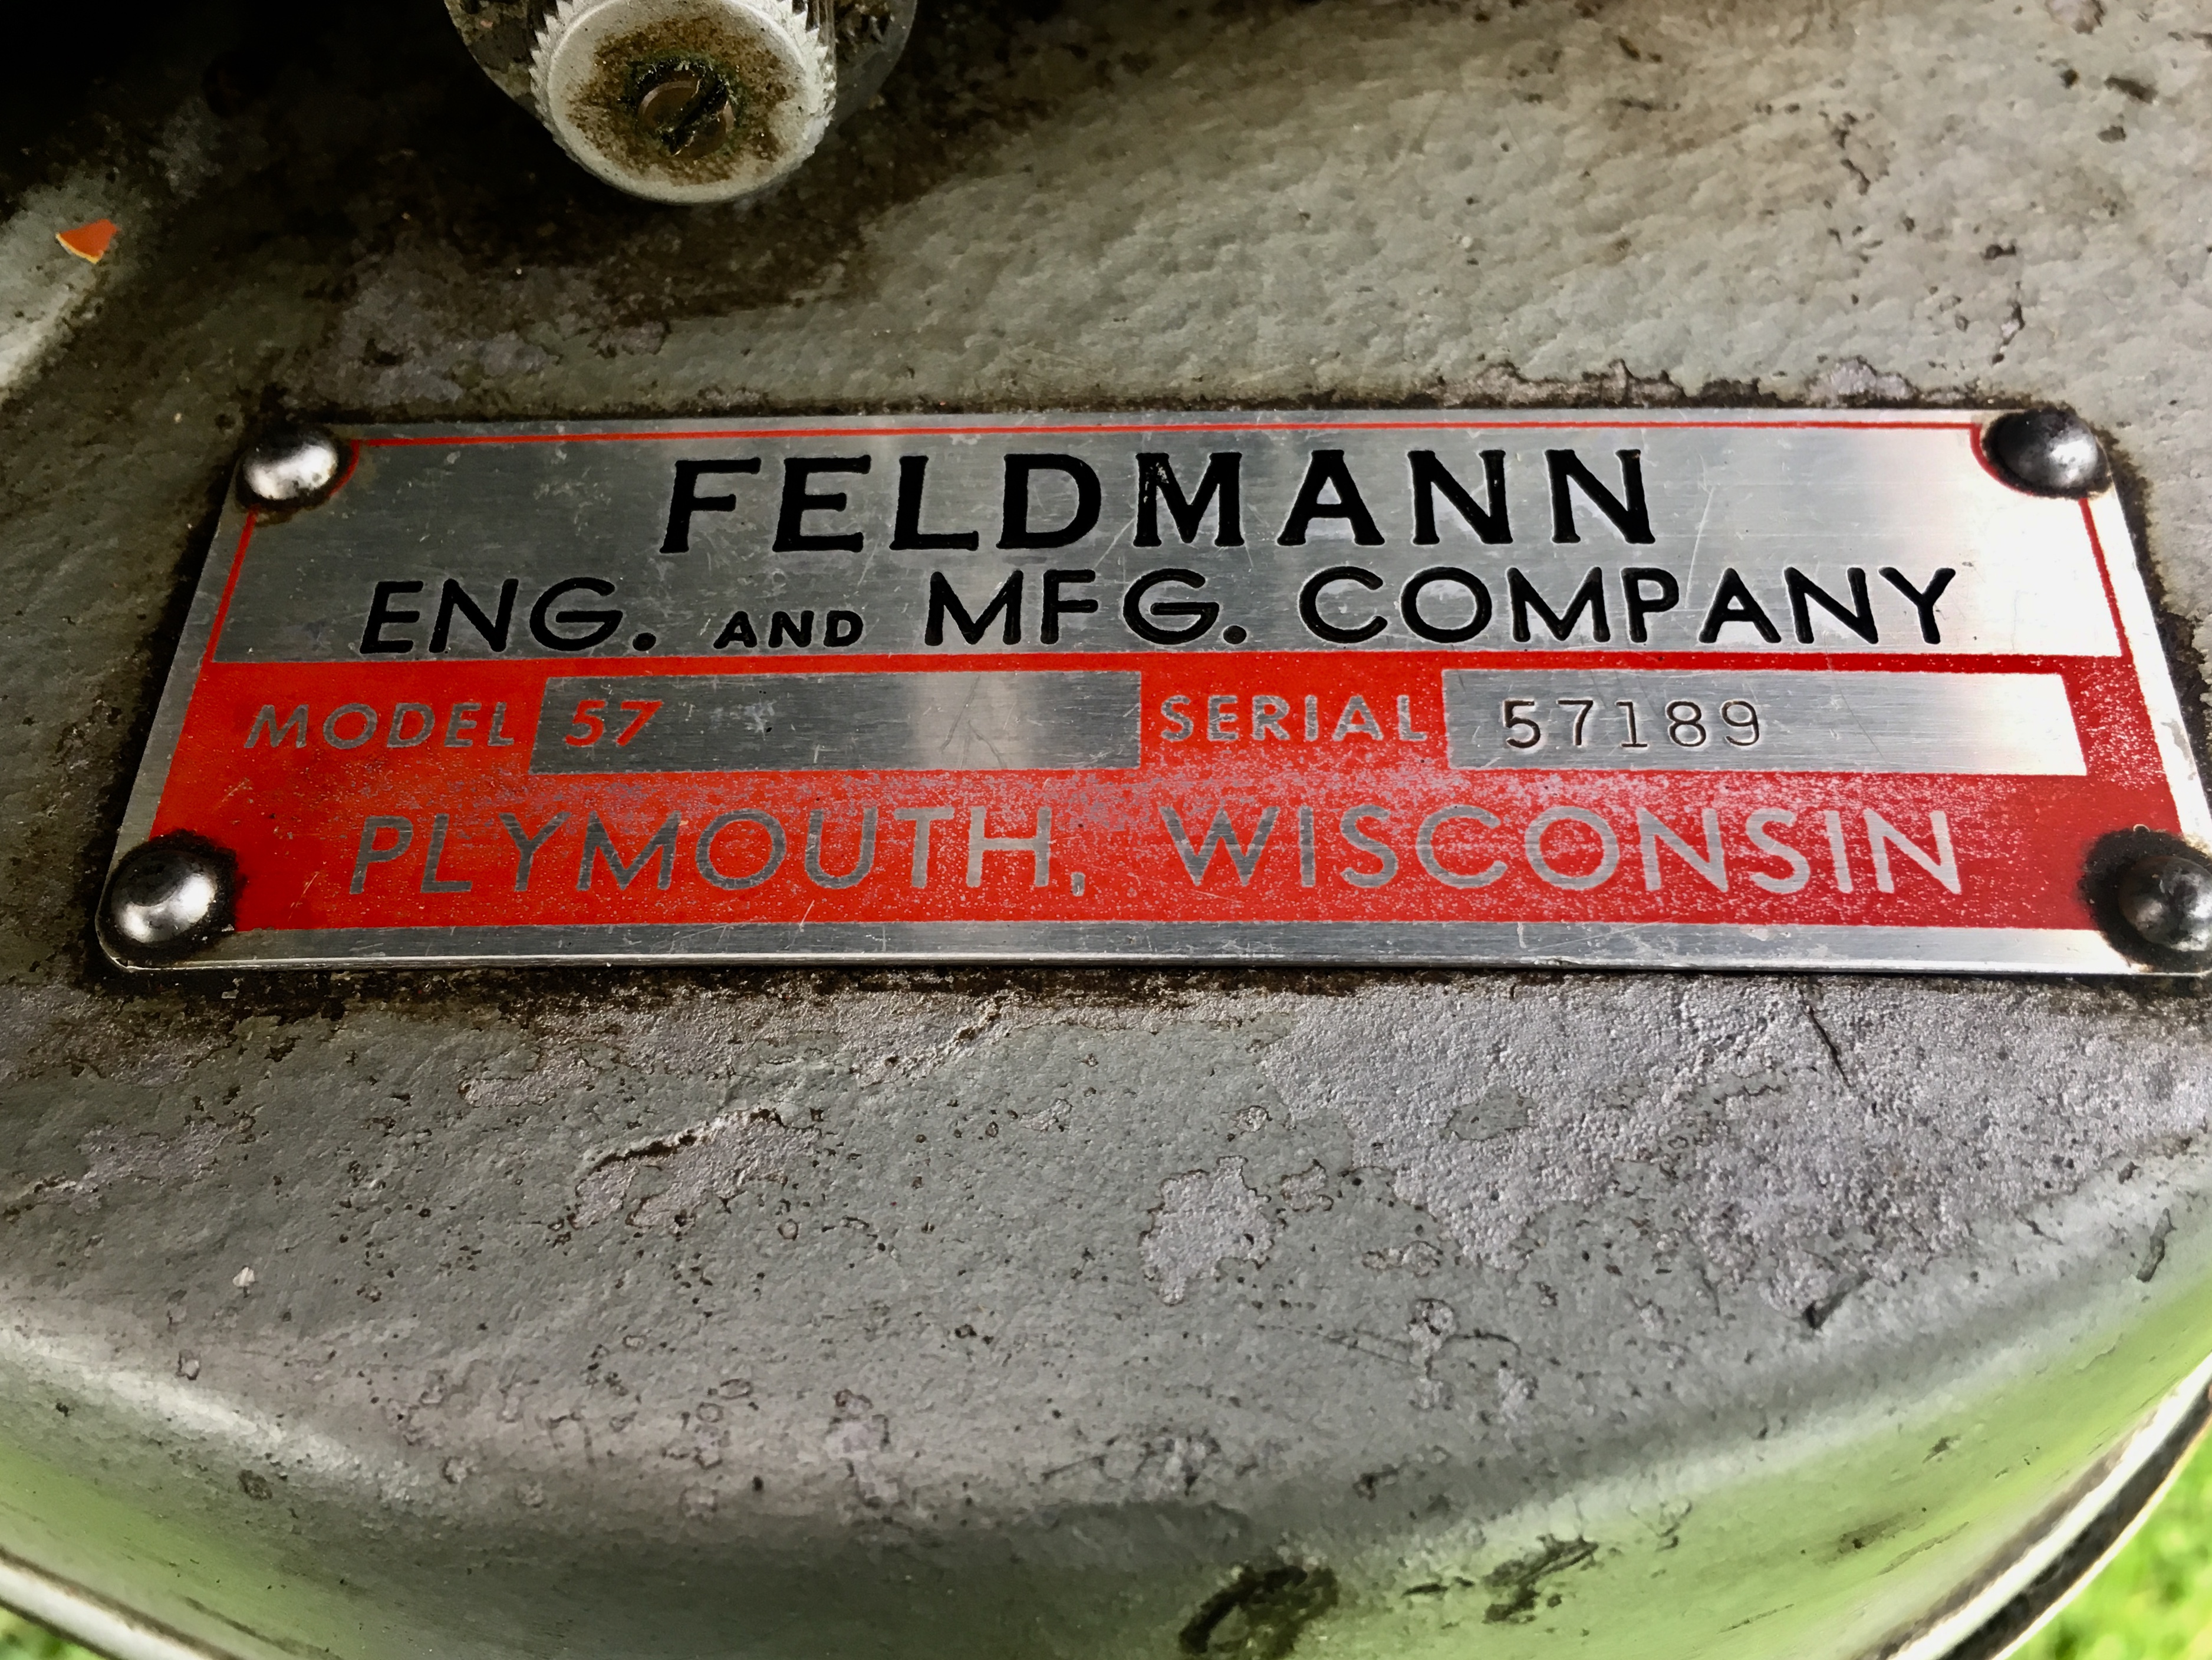 FELDMANN
ENG. AND MFG. COMPANY
MODEL 57 SERIAL 57189
PLYMOUTH, WISCONSIN